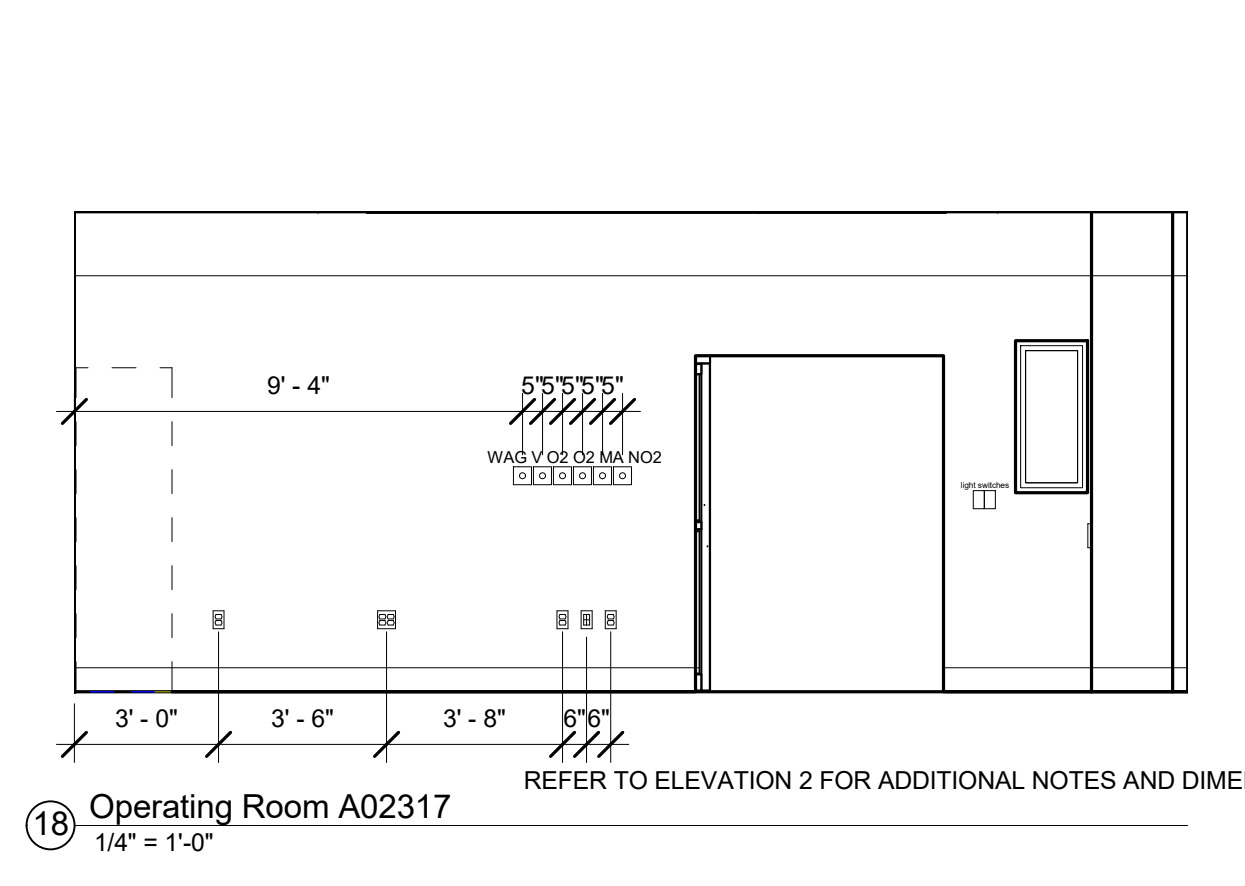 9' - 4" 5" 5" 5" 5" 5"
WAG V O2 O2 MA NO2
light switches
3' - 0" 3' - 6" 3' - 8" 6" 6"
REFER TO ELEVATION 2 FOR ADDITIONAL NOTES AND DIME
18 Operating Room A02317
1/4" = 1'-0"